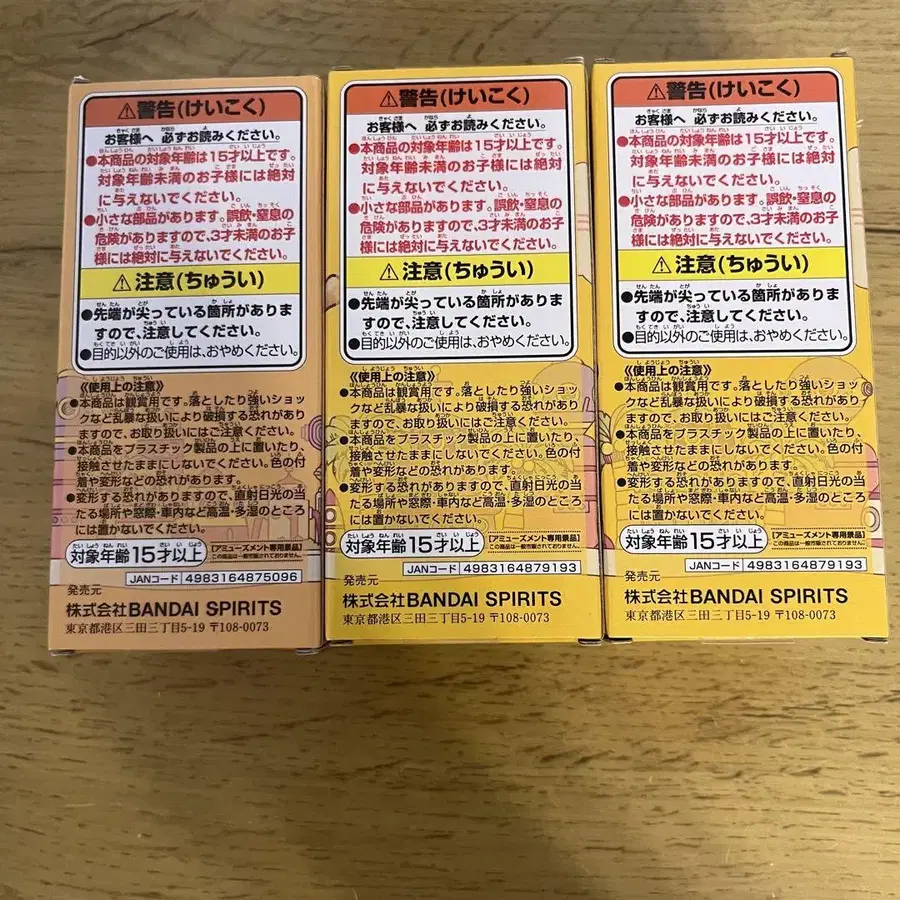 ⚠警告(けいこく)
お客様へ 必ずお読みください。
●本商品の対象年齢は15才以上です。
対象年齢未満のお子様には絶対
に与えないでください。
●小さな部品があります。誤飲・窒息の
危険がありますので、3才未満のお子
様には絶対に与えないでください。
⚠注意(ちゅうい)
●先端が尖っている箇所がありま
すので、注意してください。
●目的以外のご使用は、おやめください。
《使用上の注意》
●本商品は観賞用です。落としたり強いショッ
クなど乱暴な扱いにより破損する恐れがあり
ますので、お取り扱いにはご注意ください。
●本商品をプラスチック製品の上に置いたり、
接触させたままにしないでください。色の付
着や変形などの恐れがあります。
●変形する恐れがありますので、直射日光の当
たる場所や窓際・車内など高温・多湿のところ
には置かないでください。
対象年齢15才以上
[アミューズメント専用景品]
この商品は一般市販されておりません。
JANコード 4983164875096
発売元
株式会社BANDAI SPIRITS
東京都港区三田三丁目5-19 〒108-0073
⚠警告(けいこく)
お客様へ 必ずお読みください。
●本商品の対象年齢は15才以上です。
対象年齢未満のお子様には絶対
に与えないでください。
●小さな部品があります。誤飲・窒息の
危険がありますので、3才未満のお子
様には絶対に与えないでください。
⚠注意(ちゅうい)
●先端が尖っている箇所がありま
すので、注意してください。
●目的以外のご使用は、おやめください。
《使用上の注意》
●本商品は観賞用です。落としたり強いショッ
クなど乱暴な扱いにより破損する恐れがあり
ますので、お取り扱いにはご注意ください。
●本商品をプラスチック製品の上に置いたり、
接触させたままにしないでください。色の付
着や変形などの恐れがあります。
●変形する恐れがありますので、直射日光の当
たる場所や窓際・車内など高温・多湿のところ
には置かないでください。
対象年齢15才以上
[アミューズメント専用景品]
この商品は一般市販されておりません。
JANコード 4983164879193
発売元
株式会社BANDAI SPIRITS
東京都港区三田三丁目5-19 〒108-0073
⚠警告(けいこく)
お客様へ 必ずお読みください。
●本商品の対象年齢は15才以上です。
対象年齢未満のお子様には絶対
に与えないでください。
●小さな部品があります。誤飲・窒息の
危険がありますので、3才未満のお子
様には絶対に与えないでください。
⚠注意(ちゅうい)
●先端が尖っている箇所がありま
すので、注意してください。
●目的以外のご使用は、おやめください。
《使用上の注意》
●本商品は観賞用です。落としたり強いショッ
クなど乱暴な扱いにより破損する恐れがあり
ますので、お取り扱いにはご注意ください。
●本商品をプラスチック製品の上に置いたり、
接触させたままにしないでください。色の付
着や変形などの恐れがあります。
●変形する恐れがありますので、直射日光の当
たる場所や窓際・車内など高温・多湿のところ
には置かないでください。
対象年齢15才以上
[アミューズメント専用景品]
この商品は一般市販されておりません。
JANコード 4983164879193
発売元
株式会社BANDAI SPIRITS
東京都港区三田三丁目5-19 〒108-0073